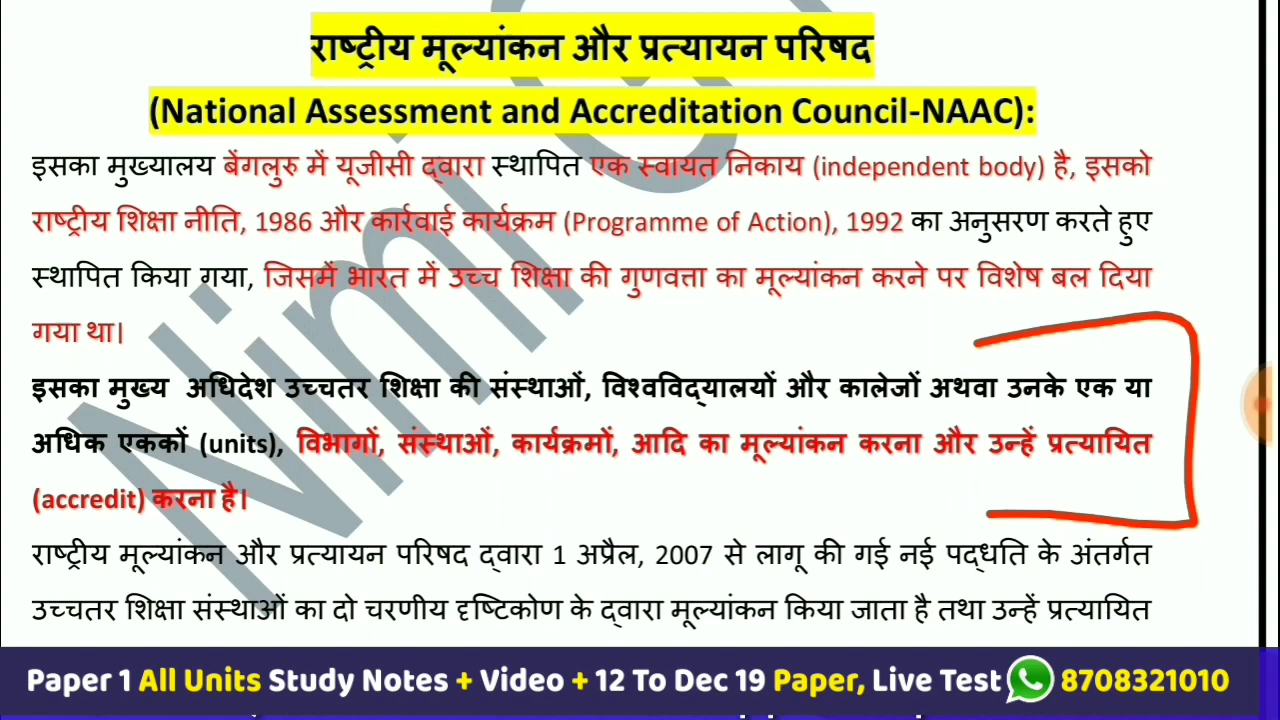 राष्ट्रीय मूल्यांकन और प्रत्यायन परिषद
(National Assessment and Accreditation Council-NAAC):
इसका मुख्यालय बेंगलुरु में यूजीसी द्वारा स्थापित एक स्वायत निकाय (independent body) है, इसको
राष्ट्रीय शिक्षा नीति, 1986 और कार्रवाई कार्यक्रम (Programme of Action), 1992 का अनुसरण करते हुए
स्थापित किया गया, जिसमें भारत में उच्च शिक्षा की गुणवत्ता का मूल्यांकन करने पर विशेष बल दिया
गया था।
इसका मुख्य अधिदेश उच्चतर शिक्षा की संस्थाओं, विश्वविद्यालयों और कालेजों अथवा उनके एक या
अधिक एककों (units), विभागों, संस्थाओं, कार्यक्रमों, आदि का मूल्यांकन करना और उन्हें प्रत्यायित
(accredit) करना है।
राष्ट्रीय मूल्यांकन और प्रत्यायन परिषद द्वारा 1 अप्रैल, 2007 से लागू की गई नई पद्धति के अंतर्गत
उच्चतर शिक्षा संस्थाओं का दो चरणीय दृष्टिकोण के द्वारा मूल्यांकन किया जाता है तथा उन्हें प्रत्यायित
Paper 1 All Units Study Notes + Video + 12 To Dec 19 Paper, Live Test 8708321010